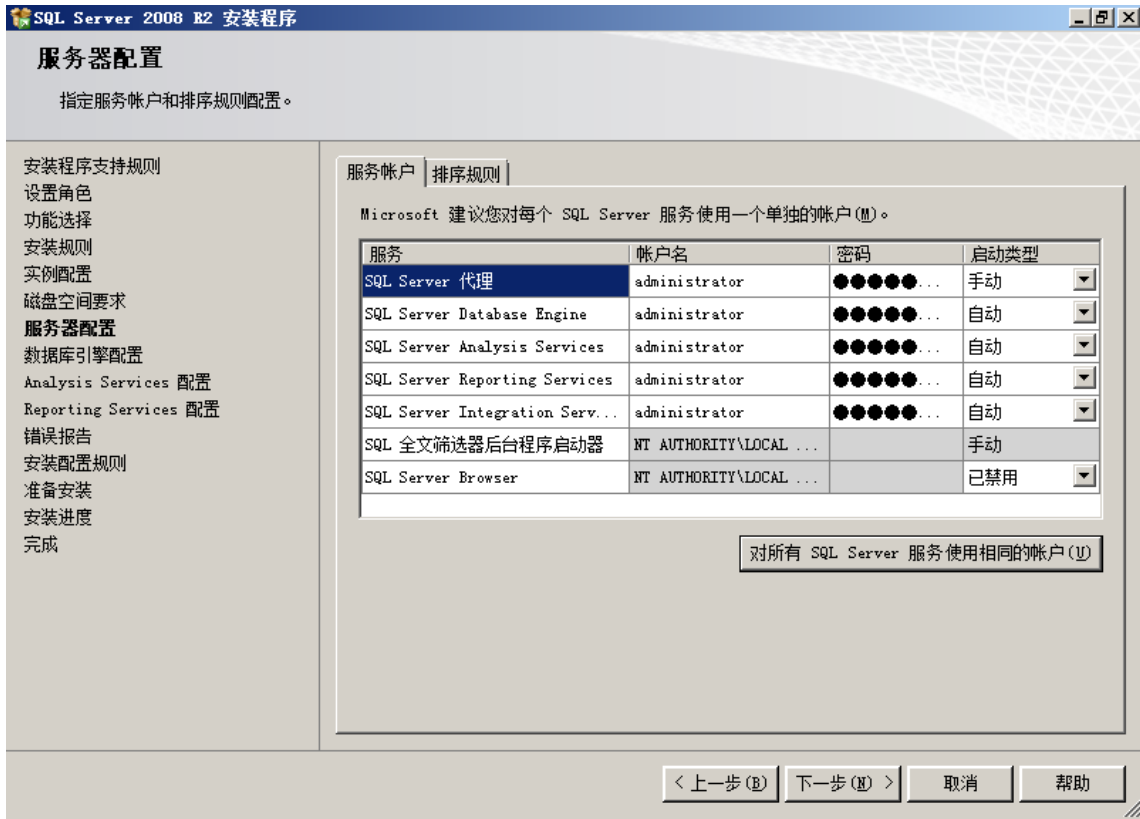 SQL Server 2008 R2 安装程序
服务器配置
指定服务帐户和排序规则配置。
安装程序支持规则
设置角色
功能选择
安装规则
实例配置
磁盘空间要求
服务器配置
数据库引擎配置
Analysis Services 配置
Reporting Services 配置
错误报告
安装配置规则
准备安装
安装进度
完成
服务帐户 排序规则
Microsoft 建议您对每个 SQL Server 服务使用一个单独的帐户(M)。
服务 帐户名 密码 启动类型
SQL Server 代理 administrator ●●●●●... 手动
SQL Server Database Engine administrator ●●●●●... 自动
SQL Server Analysis Services administrator ●●●●●... 自动
SQL Server Reporting Services administrator ●●●●●... 自动
SQL Server Integration Serv... administrator ●●●●●... 自动
SQL 全文筛选器后台程序启动器 NT AUTHORITY\LOCAL ... 手动
SQL Server Browser NT AUTHORITY\LOCAL ... 已禁用
对所有 SQL Server 服务使用相同的帐户(U)
< 上一步(B) 下一步(N) > 取消 帮助